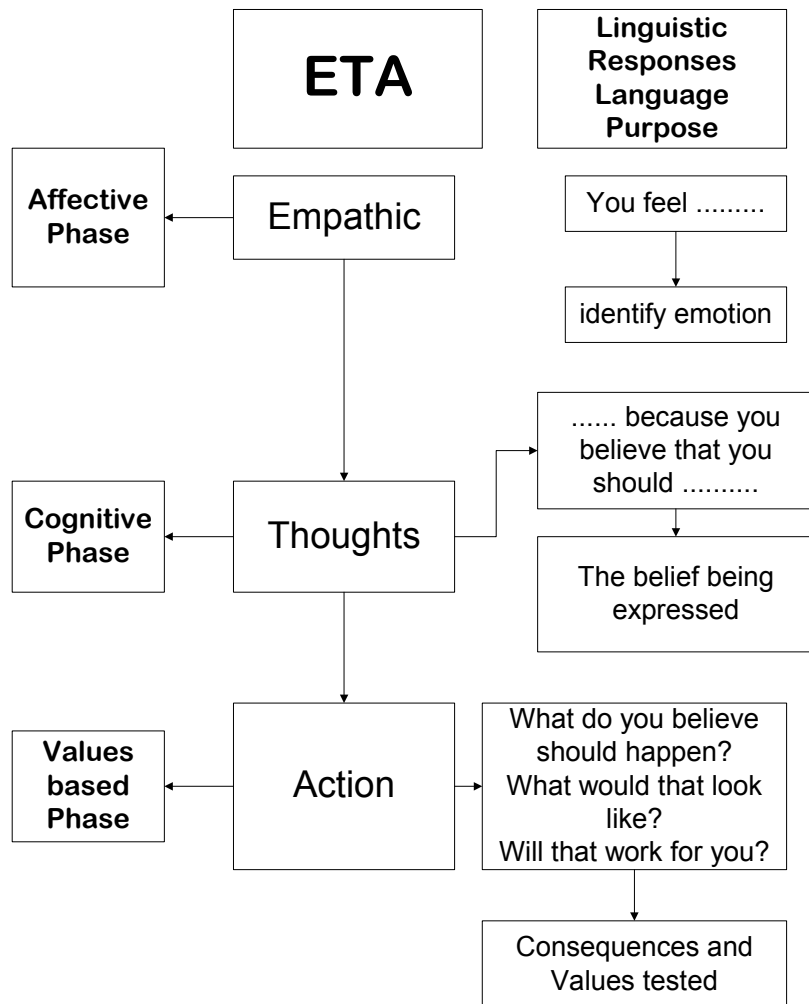 ETA
Linguistic
Responses
Language
Purpose
Affective
Phase
Empathic
You feel .........
identify emotion
Cognitive
Phase
Thoughts
...... because you
believe that you
should ..........
The belief being
expressed
Values
based
Phase
Action
What do you believe
should happen?
What would that look
like?
Will that work for you?
Consequences and
Values tested